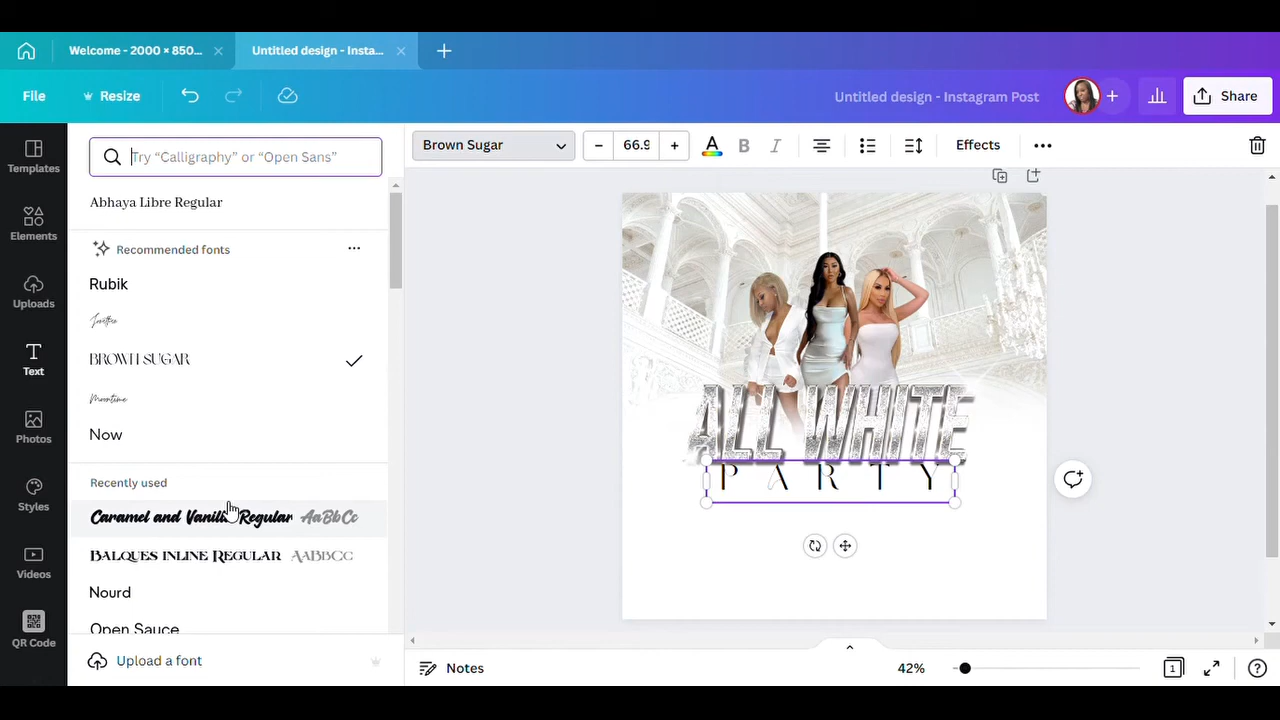 Welcome - 2000 × 850...
Untitled design - Insta...
File
Resize
Untitled design - Instagram Post
Share
Templates
Elements
Uploads
Text
Photos
Styles
Videos
QR Code
Try “Calligraphy” or “Open Sans”
Abhaya Libre Regular
Recommended fonts
Rubik
BROWN SUGAR
Moontime
Now
Recently used
Caramel and Vanilla Regular AaBbCc
Balques inline Regular AaBbCc
Nourd
Open Sauce
Upload a font
Brown Sugar
66.9
A
B
I
Effects
ALL WHITE
PARTY
Notes
42%
1